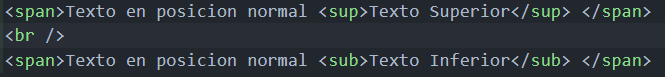 <span>Texto en posicion normal <sup>Texto Superior</sup> </span>
<br />
<span>Texto en posicion normal <sub>Texto Inferior</sub> </span>